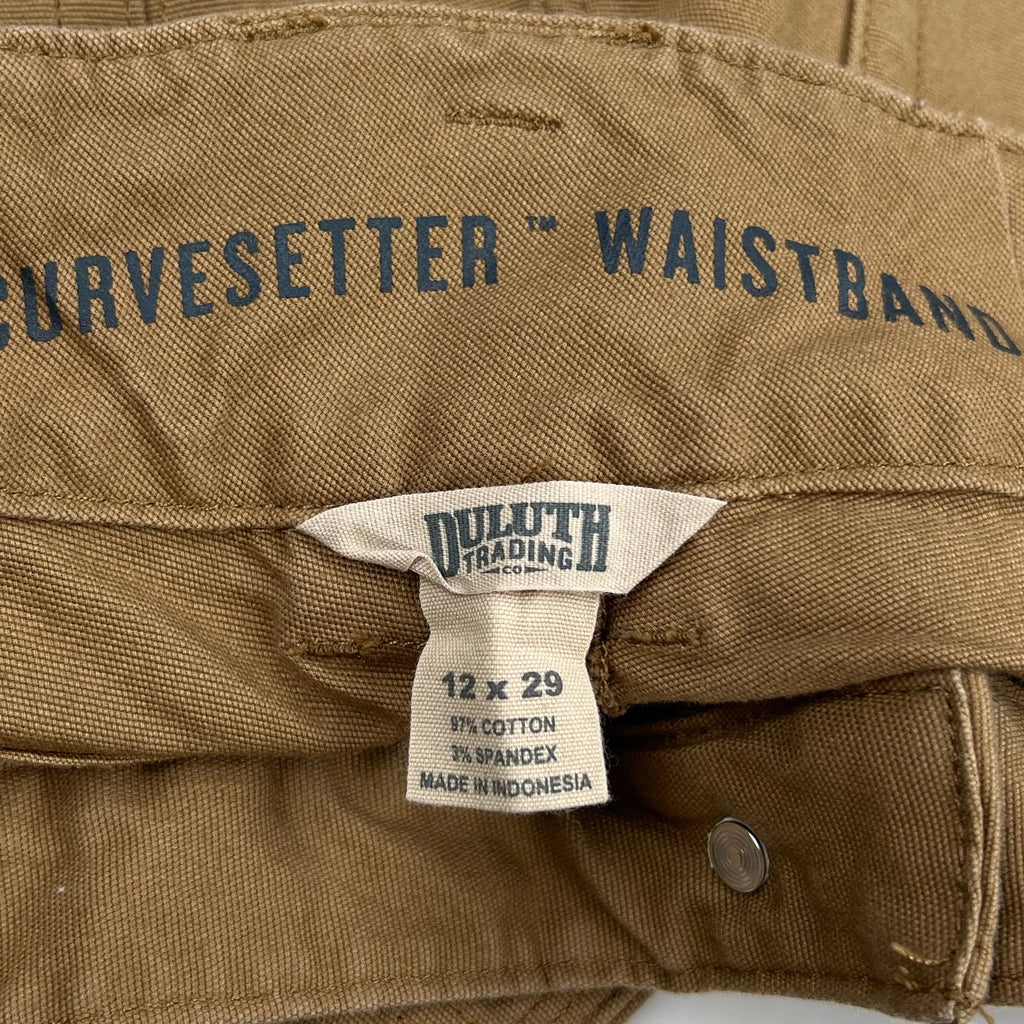 CURVESETTER™ WAISTBAND
DULUTH
TRADING
CO
12 x 29
97% COTTON
3% SPANDEX
MADE IN INDONESIA